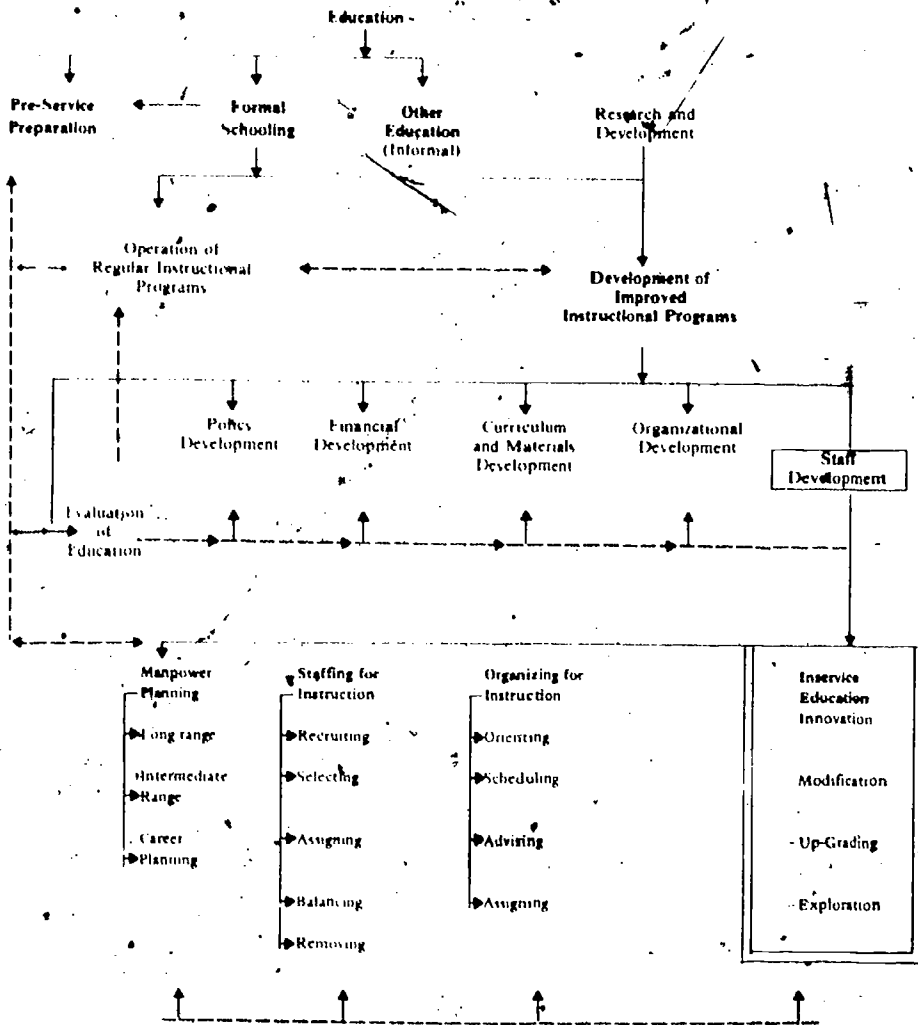 Education
Pre-Service
Preparation
Formal
Schooling
Other
Education
(Informal)
Research and
Development
Operation of
Regular Instructional
Programs
Development of
Improved
Instructional Programs
Policy
Development
Financial
Development
Curriculum
and Materials
Development
Organizational
Development
Staff
Development
Evaluation
of
Education
Manpower
Planning
Long range
Intermediate
Range
Career
Planning
Staffing for
Instruction
Recruiting
Selecting
Assigning
Balancing
Removing
Organizing for
Instruction
Orienting
Scheduling
Advizing
Assigning
Inservice
Education
Innovation
Modification
Up-Grading
Exploration